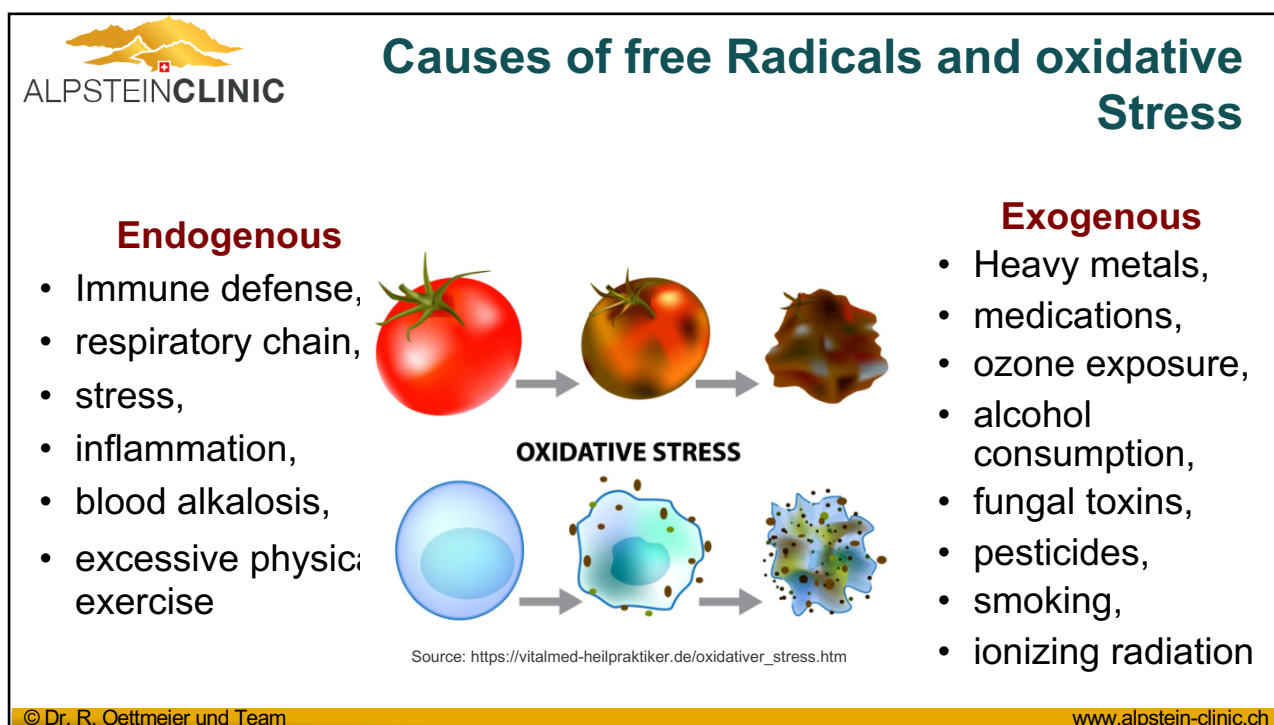 ALPSTEINCLINIC
Causes of free Radicals and oxidative
Stress
Endogenous
• Immune defense,
• respiratory chain,
• stress,
• inflammation,
• blood alkalosis,
• excessive physica
exercise
OXIDATIVE STRESS
Source: https://vitalmed-heilpraktiker.de/oxidativer_stress.htm
Exogenous
• Heavy metals,
• medications,
• ozone exposure,
• alcohol
consumption,
• fungal toxins,
• pesticides,
• smoking,
• ionizing radiation
© Dr. R. Oettmeier und Team
www.alpstein-clinic.ch